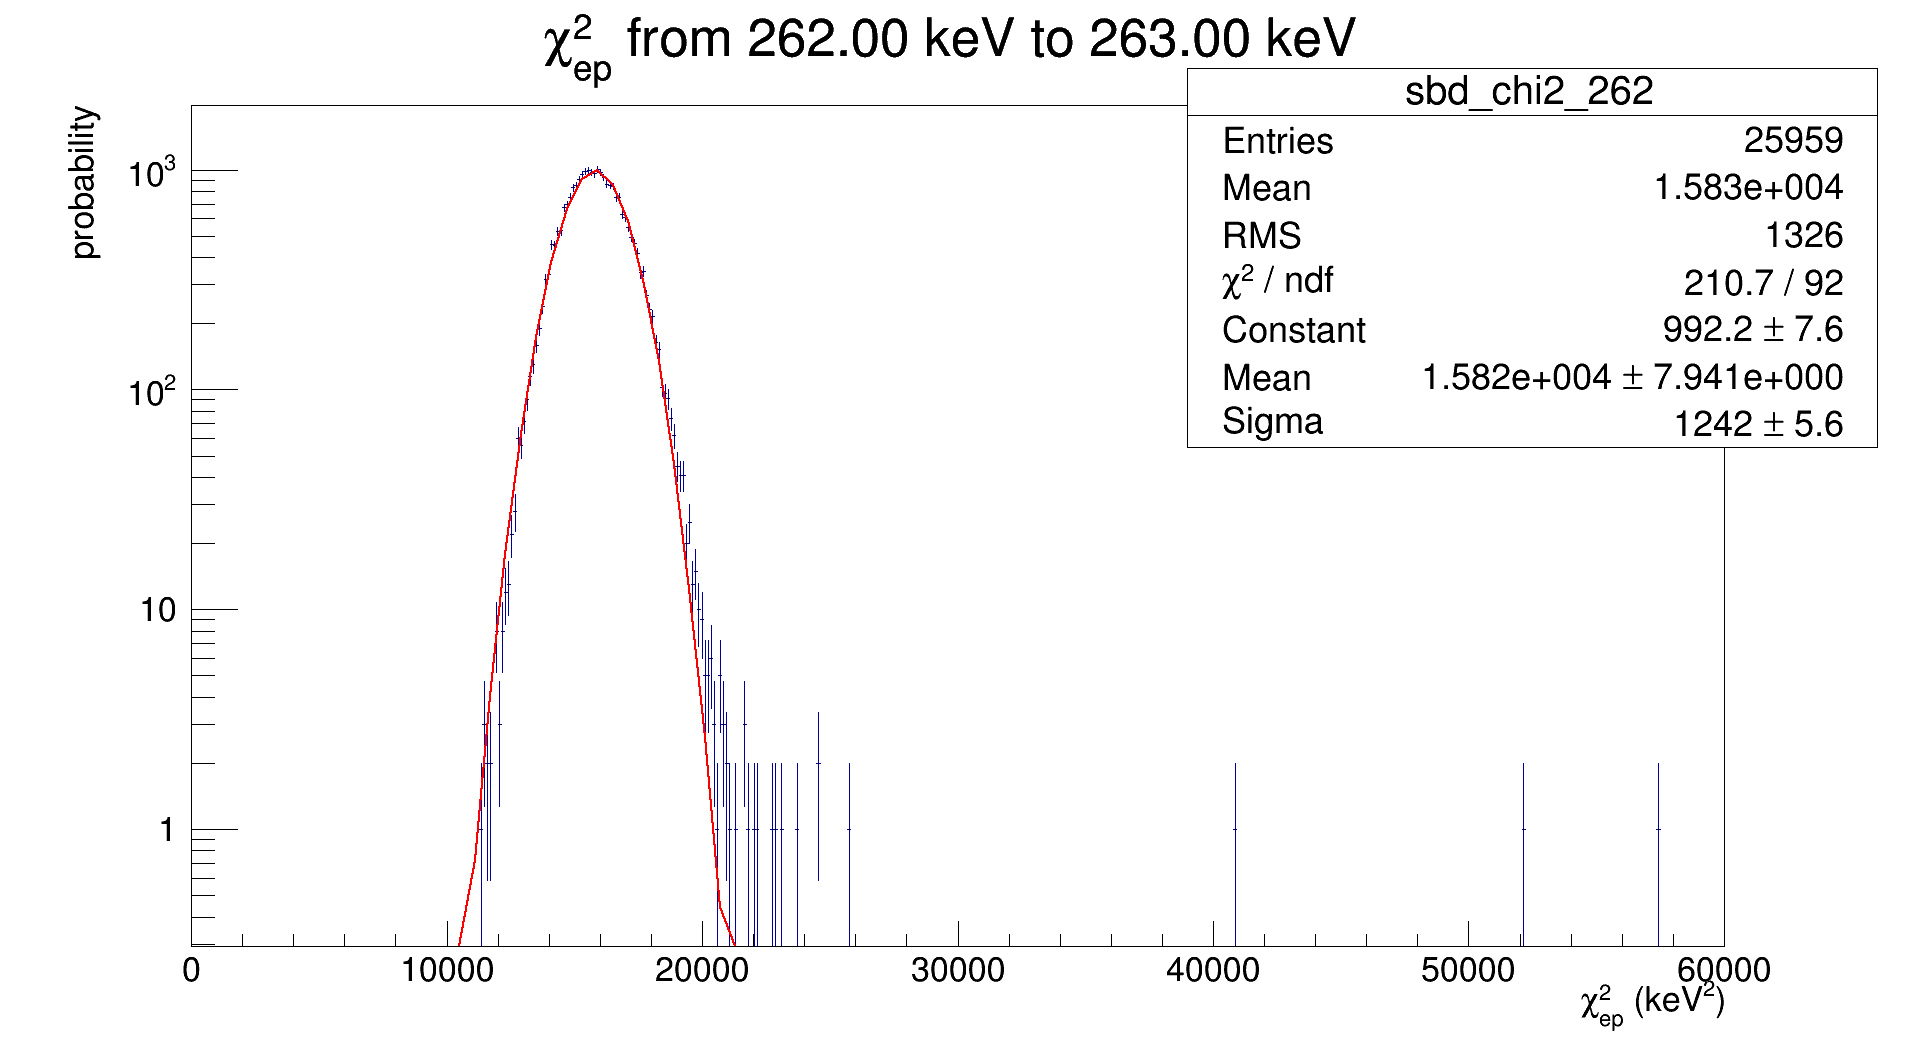 χ²ep from 262.00 keV to 263.00 keV
sbd_chi2_262
Entries 25959
Mean 1.583e+004
RMS 1326
χ² / ndf 210.7 / 92
Constant 992.2 ± 7.6
Mean 1.582e+004 ± 7.941e+000
Sigma 1242 ± 5.6
probability
10³
10²
10
1
0 10000 20000 30000 40000 50000 60000
χ²ep (keV²)